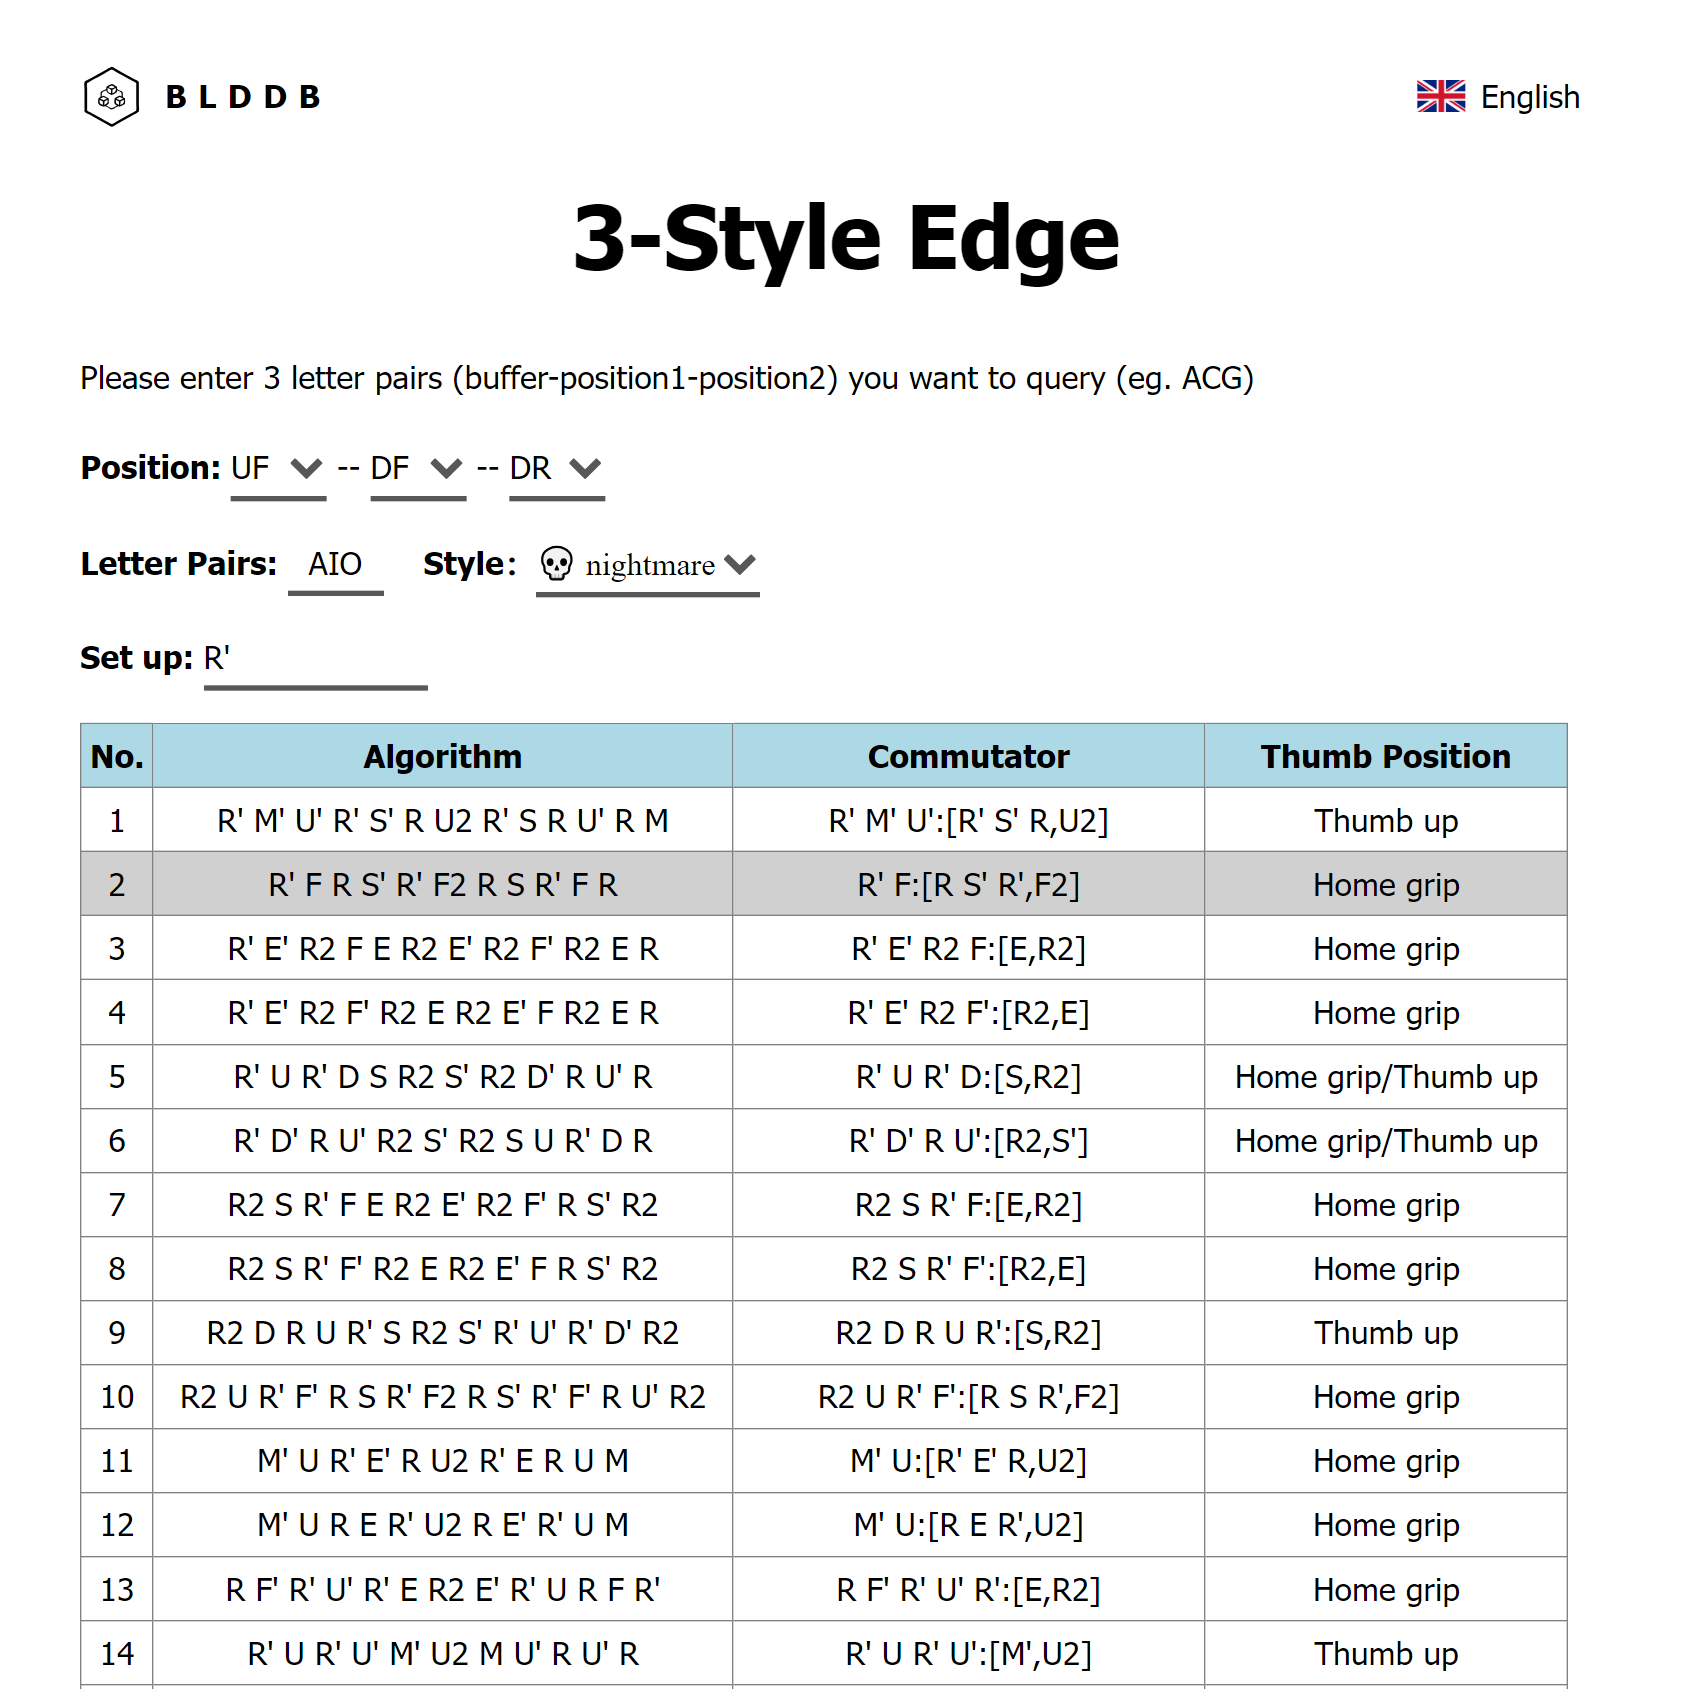 BLDDB English
3-Style Edge
Please enter 3 letter pairs (buffer-position1-position2) you want to query (eg. ACG)
Position: UF -- DF -- DR
Letter Pairs: AIO Style: nightmare
Set up: R'
No. Algorithm Commutator Thumb Position
1 R' M' U' R' S' R U2 R' S R U' R M R' M' U':[R' S' R,U2] Thumb up
2 R' F R S' R' F2 R S R' F R R' F:[R S' R',F2] Home grip
3 R' E' R2 F E R2 E' R2 F' R2 E R R' E' R2 F:[E,R2] Home grip
4 R' E' R2 F' R2 E R2 E' F R2 E R R' E' R2 F':[R2,E] Home grip
5 R' U R' D S R2 S' R2 D' R U' R R' U R' D:[S,R2] Home grip/Thumb up
6 R' D' R U' R2 S' R2 S U R' D R R' D' R U':[R2,S'] Home grip/Thumb up
7 R2 S R' F E R2 E' R2 F' R S' R2 R2 S R' F:[E,R2] Home grip
8 R2 S R' F' R2 E R2 E' F R S' R2 R2 S R' F':[R2,E] Home grip
9 R2 D R U R' S R2 S' R' U' R' D' R2 R2 D R U R':[S,R2] Thumb up
10 R2 U R' F' R S R' F2 R S' R' F' R U' R2 R2 U R' F':[R S R',F2] Home grip
11 M' U R' E' R U2 R' E R U M M' U:[R' E' R,U2] Home grip
12 M' U R E R' U2 R E' R' U M M' U:[R E R',U2] Home grip
13 R F' R' U' R' E R2 E' R' U R F R' R F' R' U' R':[E,R2] Home grip
14 R' U R' U' M' U2 M U' R U' R R' U R' U':[M',U2] Thumb up